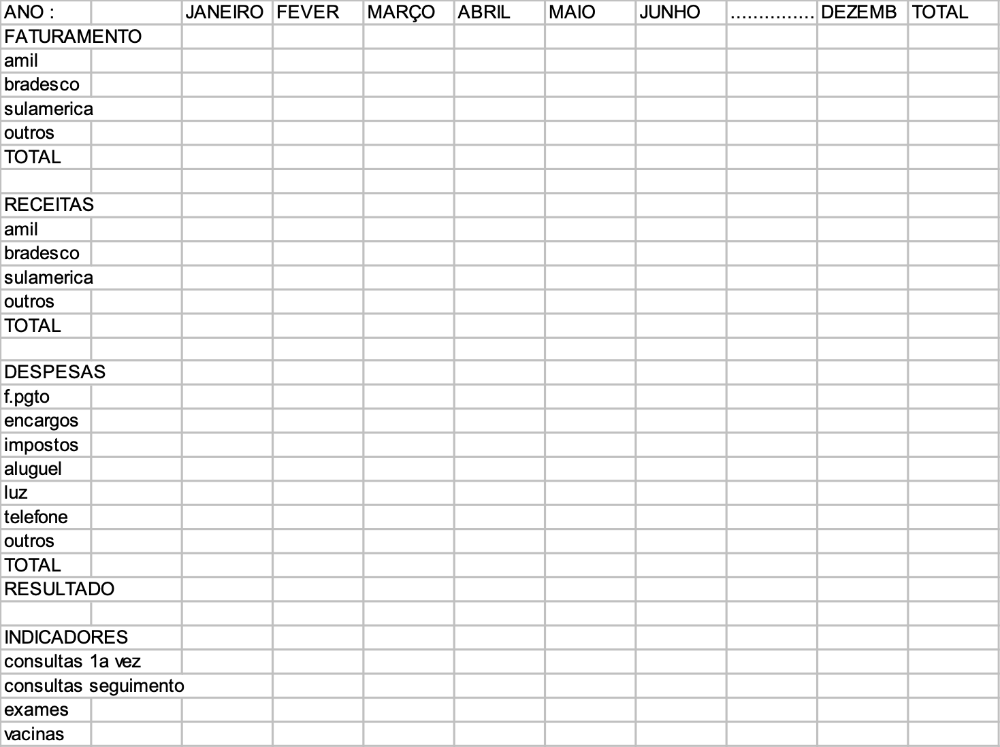 ANO : JANEIRO FEVER MARÇO ABRIL MAIO JUNHO ............... DEZEMB TOTAL
FATURAMENTO
amil
bradesco
sulamerica
outros
TOTAL
RECEITAS
amil
bradesco
sulamerica
outros
TOTAL
DESPESAS
f.pgto
encargos
impostos
aluguel
luz
telefone
outros
TOTAL
RESULTADO
INDICADORES
consultas 1a vez
consultas seguimento
exames
vacinas